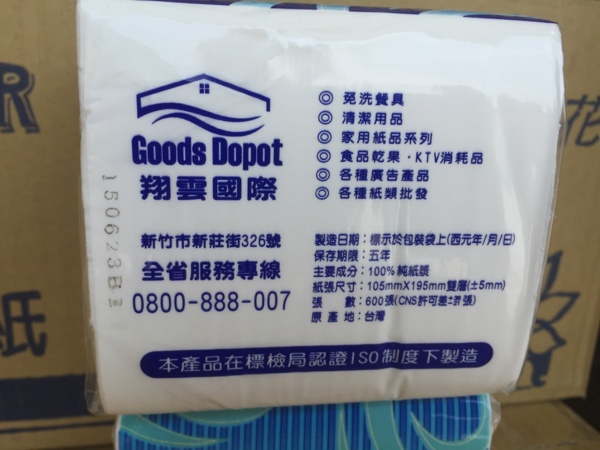 R
花
紙
Goods Depot
翔雲國際
150623B1
新竹市新莊街326號
全省服務專線
0800-888-007
◎ 免洗餐具
◎ 清潔用品
◎ 家用紙品系列
◎ 食品乾果．KTV消耗品
◎ 各種廣告產品
◎ 各種紙類批發
製造日期：標示於包裝袋上(西元年/月/日)
保存期限：五年
主要成分：100%純紙漿
紙張尺寸：105mmX195mm雙層(±5mm)
張 數：600張(CNS許可差±張)
原 產 地：台灣
本產品在標檢局認證ISO制度下製造